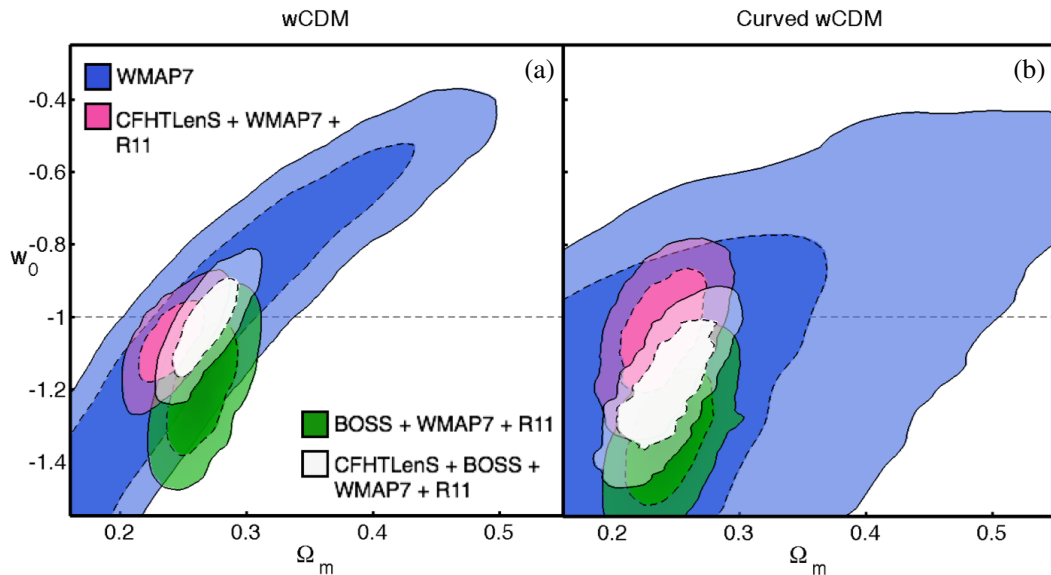 wCDM
Curved wCDM
(a)
(b)
WMAP7
CFHTLenS + WMAP7 +
R11
BOSS + WMAP7 + R11
CFHTLenS + BOSS +
WMAP7 + R11
-0.4
-0.6
-0.8
w0
-1
-1.2
-1.4
0.2
0.3
0.4
0.5
0.2
0.3
0.4
0.5
Ωm
Ωm